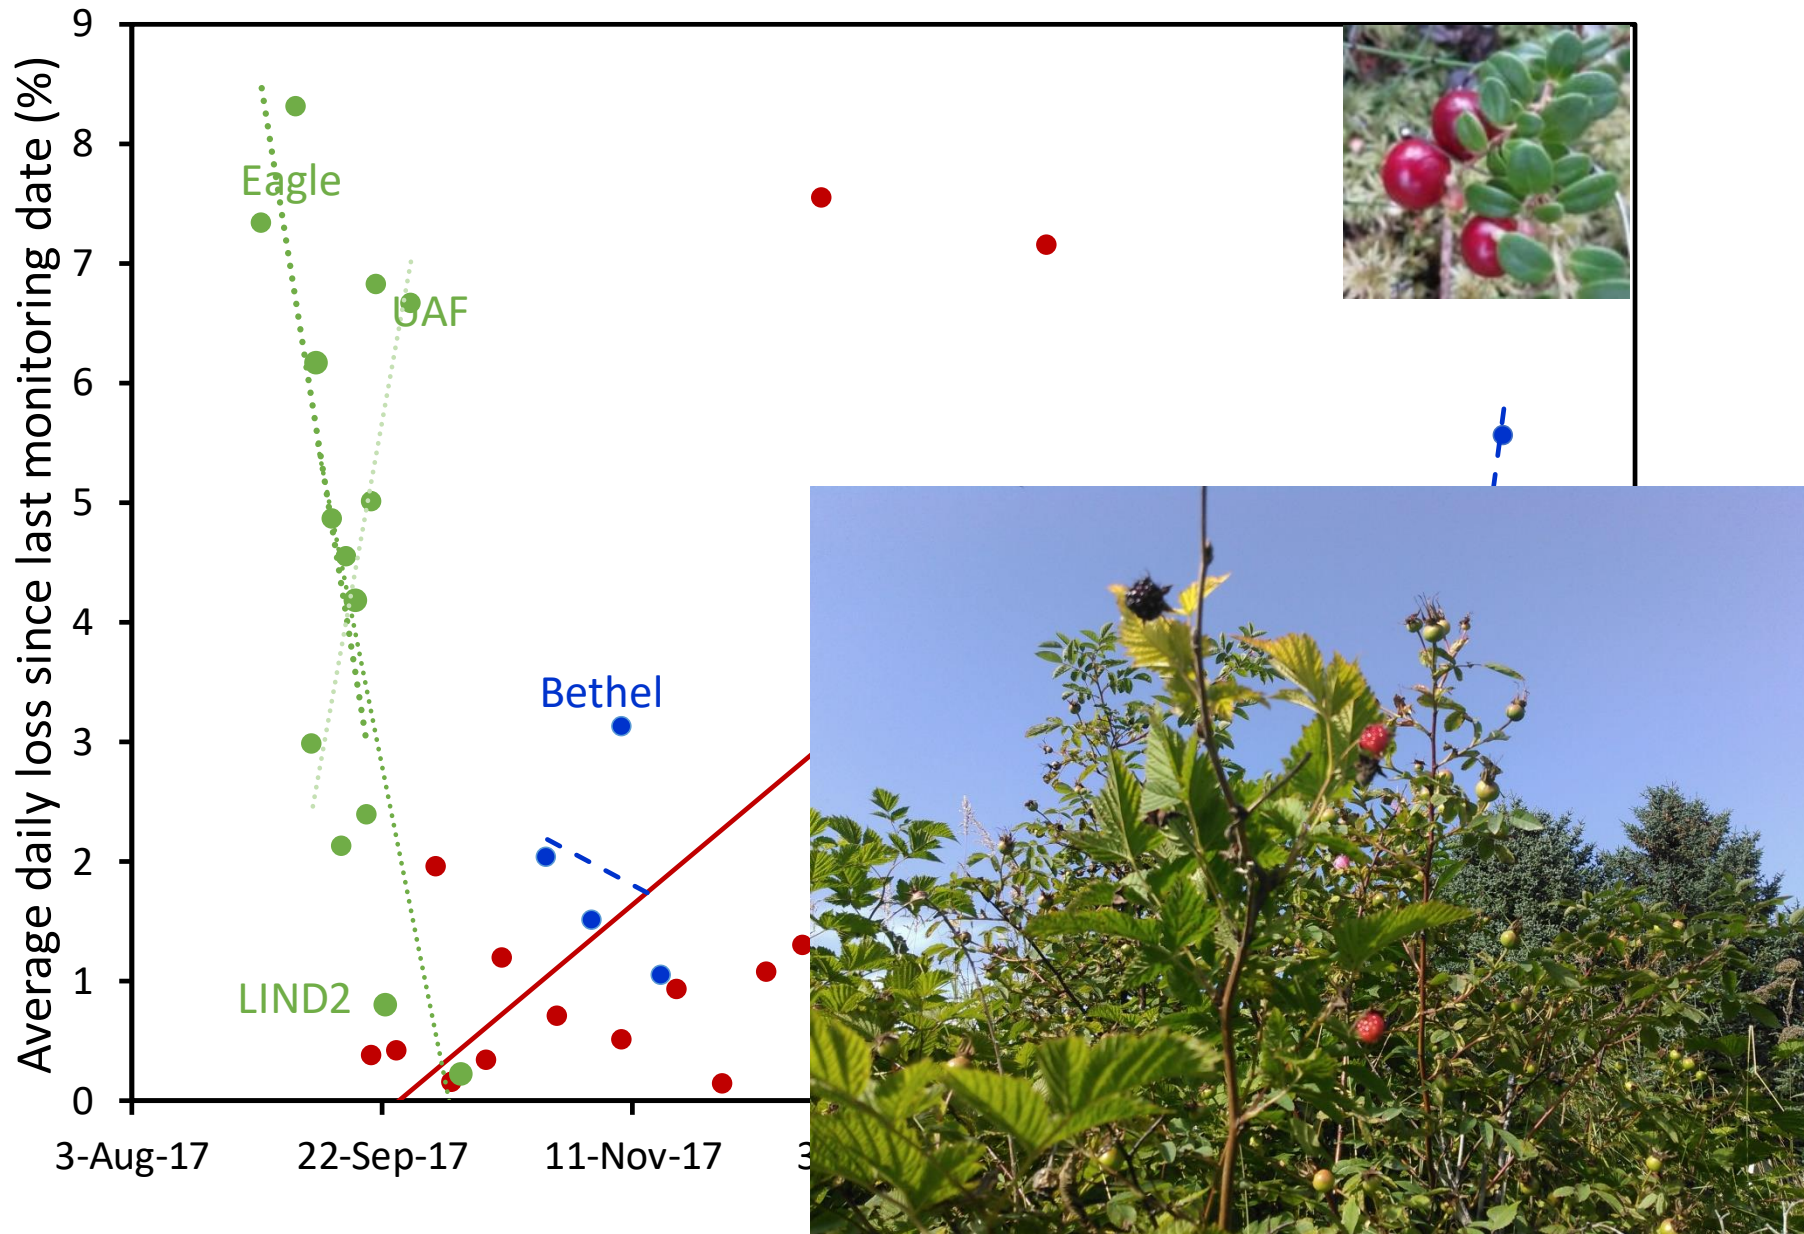 Average daily loss since last monitoring date (%)
9
8
7
6
5
4
3
2
1
0
Eagle
UAF
Bethel
LIND2
3-Aug-17
22-Sep-17
11-Nov-17
3